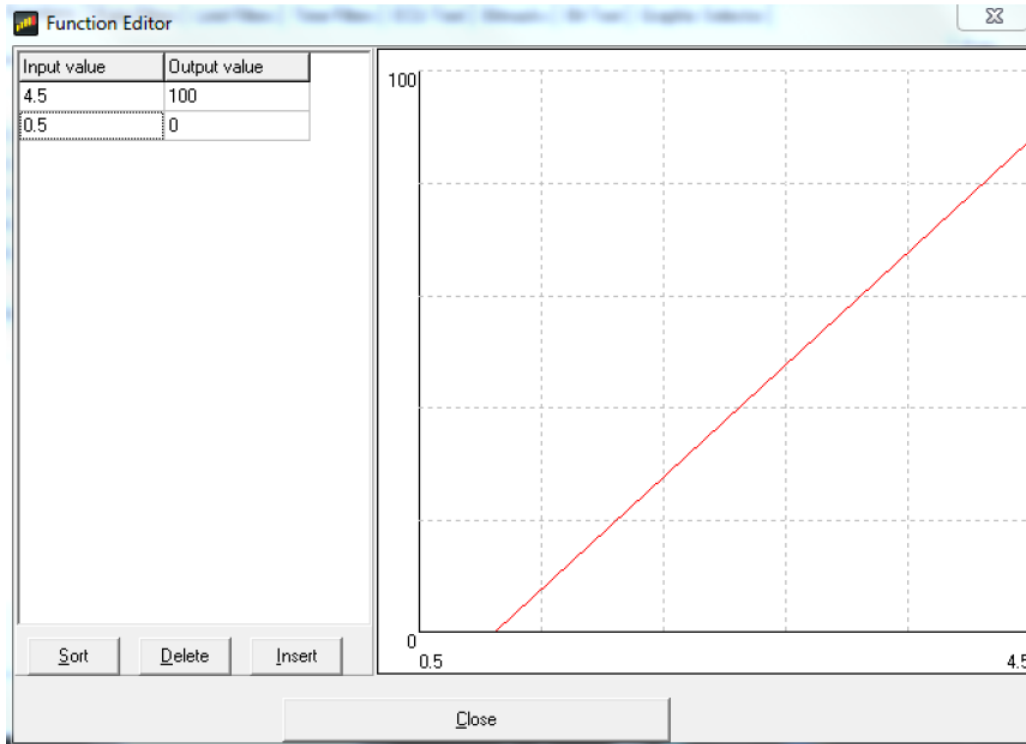 Function Editor
Input value Output value
4.5 100
0.5 0
100
0
0.5 4.5
Sort Delete Insert
Close